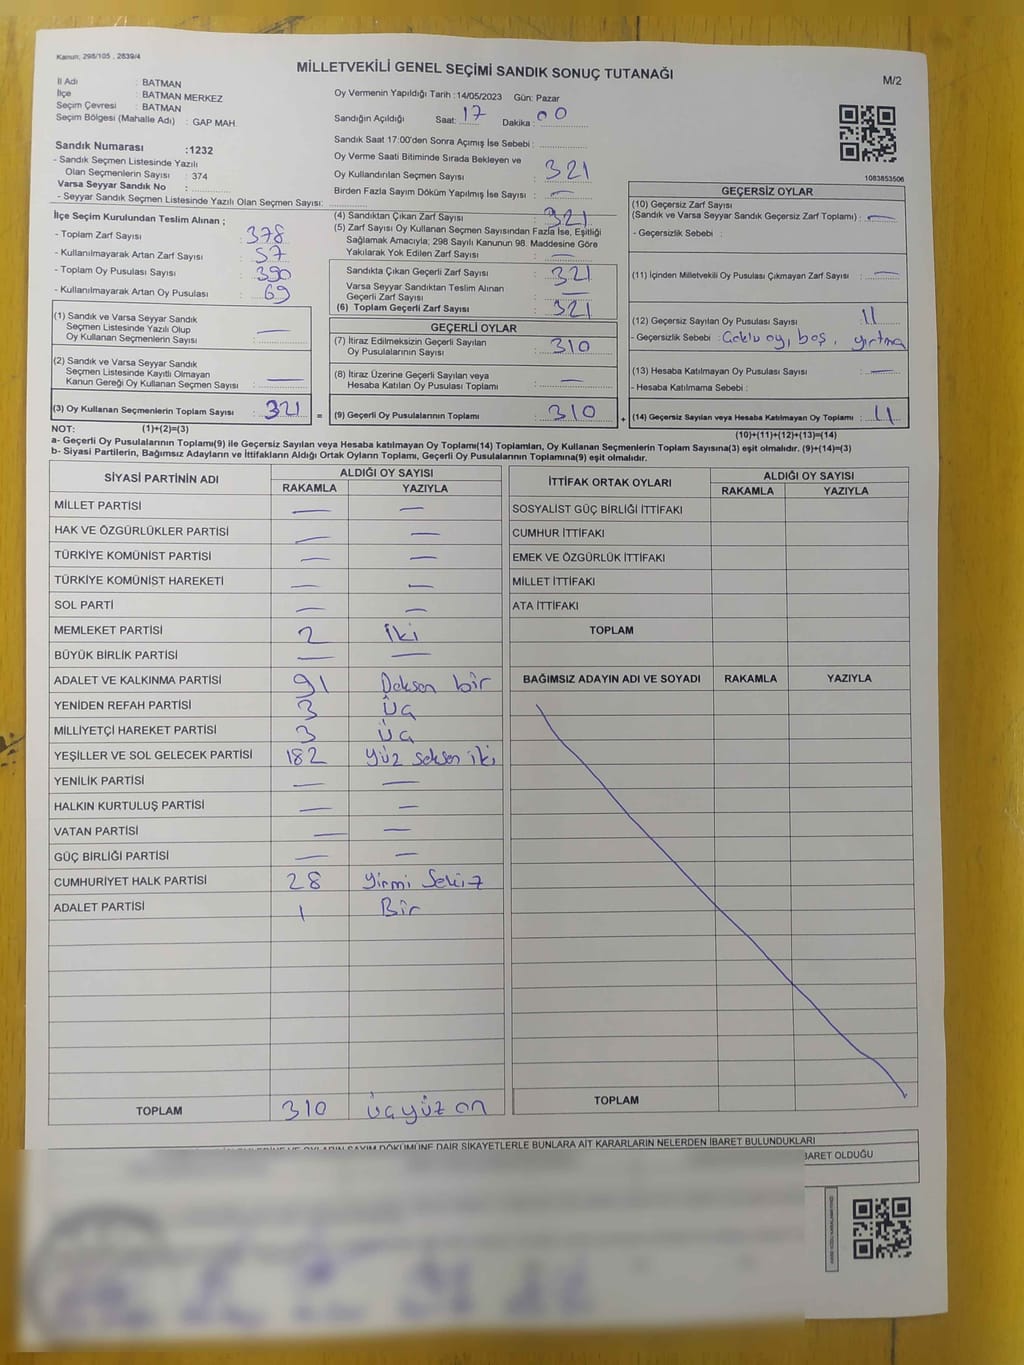 Kanun; 298/105 , 2839/4
MİLLETVEKİLİ GENEL SEÇİMİ SANDIK SONUÇ TUTANAĞI
M/2
İl Adı : BATMAN
İlçe : BATMAN MERKEZ
Seçim Çevresi : BATMAN
Seçim Bölgesi (Mahalle Adı) : GAP MAH.
Sandık Numarası :1232
- Sandık Seçmen Listesinde Yazılı
Olan Seçmenlerin Sayısı : 374
Varsa Seyyar Sandık No :
- Seyyar Sandık Seçmen Listesinde Yazılı Olan Seçmen Sayısı:
Oy Vermenin Yapıldığı Tarih :14/05/2023 Gün: Pazar
Sandığın Açıldığı Saat: 17 Dakika: 00
Sandık Saat 17:00'den Sonra Açımış İse Sebebi :
Oy Verme Saati Bitiminde Sırada Bekleyen ve
Oy Kullandırılan Seçmen Sayısı : 321
Birden Fazla Sayım Döküm Yapılmış İse Sayısı : —
1083853506
İlçe Seçim Kurulundan Teslim Alınan ;
- Toplam Zarf Sayısı : 378
- Kullanılmayarak Artan Zarf Sayısı : 57
- Toplam Oy Pusulası Sayısı : 390
- Kullanılmayarak Artan Oy Pusulası : 69
(1) Sandık ve Varsa Seyyar Sandık
Seçmen Listesinde Yazılı Olup
Oy Kullanan Seçmenlerin Sayısı : —
(2) Sandık ve Varsa Seyyar Sandık
Seçmen Listesinde Kayıtlı Olmayan
Kanun Gereği Oy Kullanan Seçmen Sayısı : —
(3) Oy Kullanan Seçmenlerin Toplam Sayısı : 321 =
(4) Sandıktan Çıkan Zarf Sayısı : 321
(5) Zarf Sayısı Oy Kullanan Seçmen Sayısından Fazla İse, Eşitliği
Sağlamak Amacıyla; 298 Sayılı Kanunun 98. Maddesine Göre
Yakılarak Yok Edilen Zarf Sayısı : —
Sandıkta Çıkan Geçerli Zarf Sayısı : 321
Varsa Seyyar Sandıktan Teslim Alınan
Geçerli Zarf Sayısı : —
(6) Toplam Geçerli Zarf Sayısı : 321
GEÇERLİ OYLAR
(7) İtiraz Edilmeksizin Geçerli Sayılan
Oy Pusulalarının Sayısı : 310
(8) İtiraz Üzerine Geçerli Sayılan veya
Hesaba Katılan Oy Pusulası Toplamı : —
(9) Geçerli Oy Pusulalarının Toplamı : 310 +
GEÇERSİZ OYLAR
(10) Geçersiz Zarf Sayısı
(Sandık ve Varsa Seyyar Sandık Geçersiz Zarf Toplamı) : —
- Geçersizlik Sebebi :
(11) İçinden Milletvekili Oy Pusulası Çıkmayan Zarf Sayısı : —
(12) Geçersiz Sayılan Oy Pusulası Sayısı : 11
- Geçersizlik Sebebi : oy, boş, yırtma
(13) Hesaba Katılmayan Oy Pusulası Sayısı : —
- Hesaba Katılmama Sebebi :
(14) Geçersiz Sayılan veya Hesaba Katılmayan Oy Toplamı : 11
NOT: (1)+(2)=(3) (10)+(11)+(12)+(13)=(14)
a- Geçerli Oy Pusulalarının Toplamı(9) ile Geçersiz Sayılan veya Hesaba katılmayan Oy Toplamı(14) Toplamları, Oy Kullanan Seçmenlerin Toplam Sayısına(3) eşit olmalıdır. (9)+(14)=(3)
b- Siyasi Partilerin, Bağımsız Adayların ve İttifakların Aldığı Ortak Oyların Toplamı, Geçerli Oy Pusulalarının Toplamına(9) eşit olmalıdır.
SİYASİ PARTİNİN ADI ALDIĞI OY SAYISI
RAKAMLA YAZIYLA
MİLLET PARTİSİ — —
HAK VE ÖZGÜRLÜKLER PARTİSİ — —
TÜRKİYE KOMÜNİST PARTİSİ — —
TÜRKİYE KOMÜNİST HAREKETİ — —
SOL PARTİ — —
MEMLEKET PARTİSİ 2 iki
BÜYÜK BİRLİK PARTİSİ — —
ADALET VE KALKINMA PARTİSİ 91 Doksan bir
YENİDEN REFAH PARTİSİ 3 Üç
MİLLİYETÇİ HAREKET PARTİSİ 3 üç
YEŞİLLER VE SOL GELECEK PARTİSİ 182 yüz seksen iki
YENİLİK PARTİSİ — —
HALKIN KURTULUŞ PARTİSİ — —
VATAN PARTİSİ — —
GÜÇ BİRLİĞİ PARTİSİ — —
CUMHURİYET HALK PARTİSİ 28 yirmi Sekiz
ADALET PARTİSİ 1 Bir
TOPLAM 310 üçyüz on
İTTİFAK ORTAK OYLARI ALDIĞI OY SAYISI
RAKAMLA YAZIYLA
SOSYALİST GÜÇ BİRLİĞİ İTTİFAKI
CUMHUR İTTİFAKI
EMEK VE ÖZGÜRLÜK İTTİFAKI
MİLLET İTTİFAKI
ATA İTTİFAKI
TOPLAM
BAĞIMSIZ ADAYIN ADI VE SOYADI RAKAMLA YAZIYLA
TOPLAM
OYLARIN SAYIM DÖKÜMÜNE DAİR ŞİKAYETLERLE BUNLARA AİT KARARLARIN NELERDEN İBARET BULUNDUKLARI
İBARET OLDUĞU